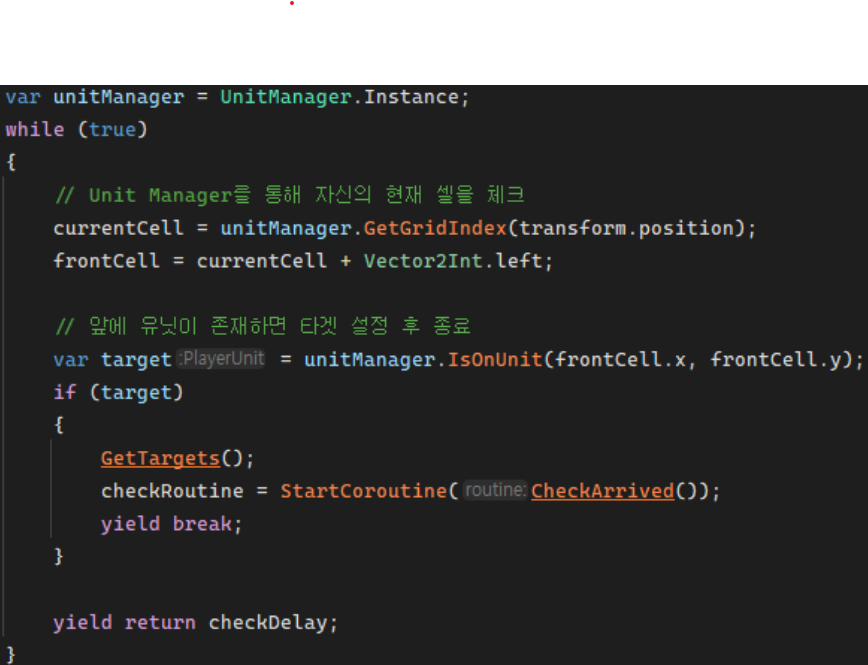 var unitManager = UnitManager.Instance;
while (true)
{
    // Unit Manager를 통해 자신의 현재 셀을 체크
    currentCell = unitManager.GetGridIndex(transform.position);
    frontCell = currentCell + Vector2Int.left;
    // 앞에 유닛이 존재하면 타겟 설정 후 종료
    var target :PlayerUnit = unitManager.IsOnUnit(frontCell.x, frontCell.y);
    if (target)
    {
        GetTargets();
        checkRoutine = StartCoroutine( routine: CheckArrived());
        yield break;
    }
    yield return checkDelay;
}